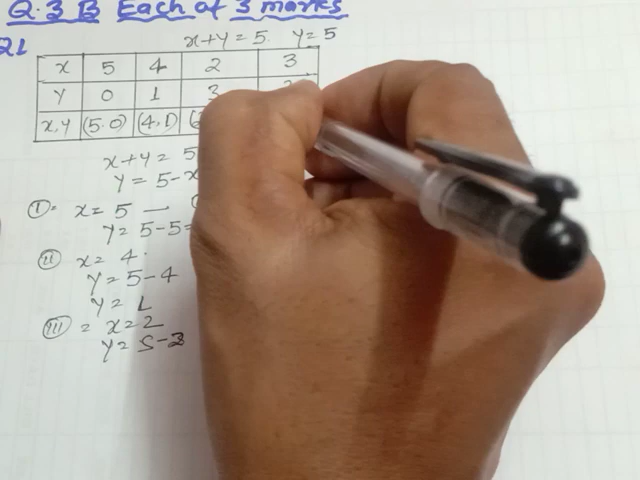 Q.3 B Each of 3 marks
Q1
x+y=5 y=5
x 5 4 2 3
y 0 1 3
x,y (5.0) (4,1)
x+y = 5
y = 5-x
I = x = 5 —
y = 5-5=
II x = 4.
y = 5-4
y = 1
III = x=2
y = 5-2